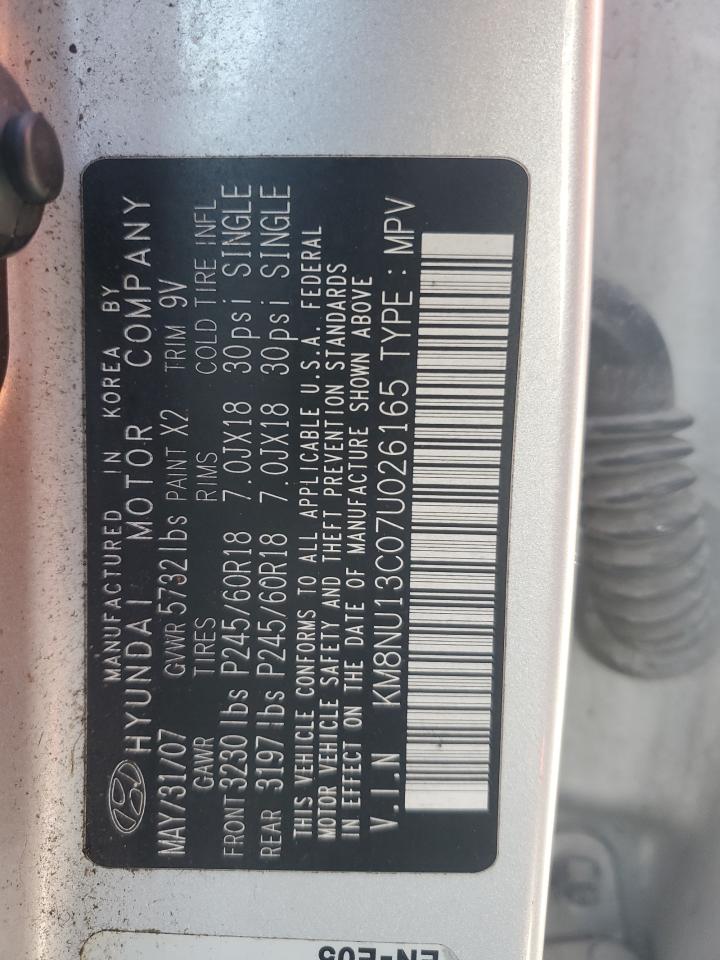 MANUFACTURED IN KOREA BY
HYUNDAI MOTOR COMPANY
MAY/31/07 GVWR 5732lbs PAINT X2 TRIM 9V
GAWR TIRES RIMS COLD TIRE INFL
FRONT 3230 lbs P245/60R18 7.0JX18 30psi SINGLE
REAR 3197 lbs P245/60R18 7.0JX18 30psi SINGLE
THIS VEHICLE CONFORMS TO ALL APPLICABLE U.S.A. FEDERAL
MOTOR VEHICLE SAFETY AND THEFT PREVENTION STANDARDS
IN EFFECT ON THE DATE OF MANUFACTURE SHOWN ABOVE
V.I.N KM8NU13C07U026165 TYPE : MPV
EN-E05